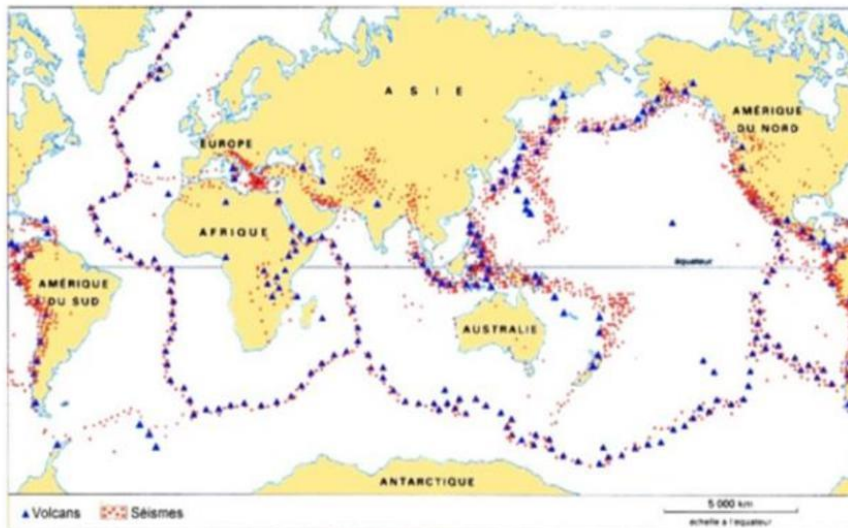 ASIE
EUROPE
AMÉRIQUE
DU NORD
AFRIQUE
équateur
AMÉRIQUE
DU SUD
AUSTRALIE
ANTARCTIQUE
Volcans
Séismes
5 000 km
échelle à l'équateur